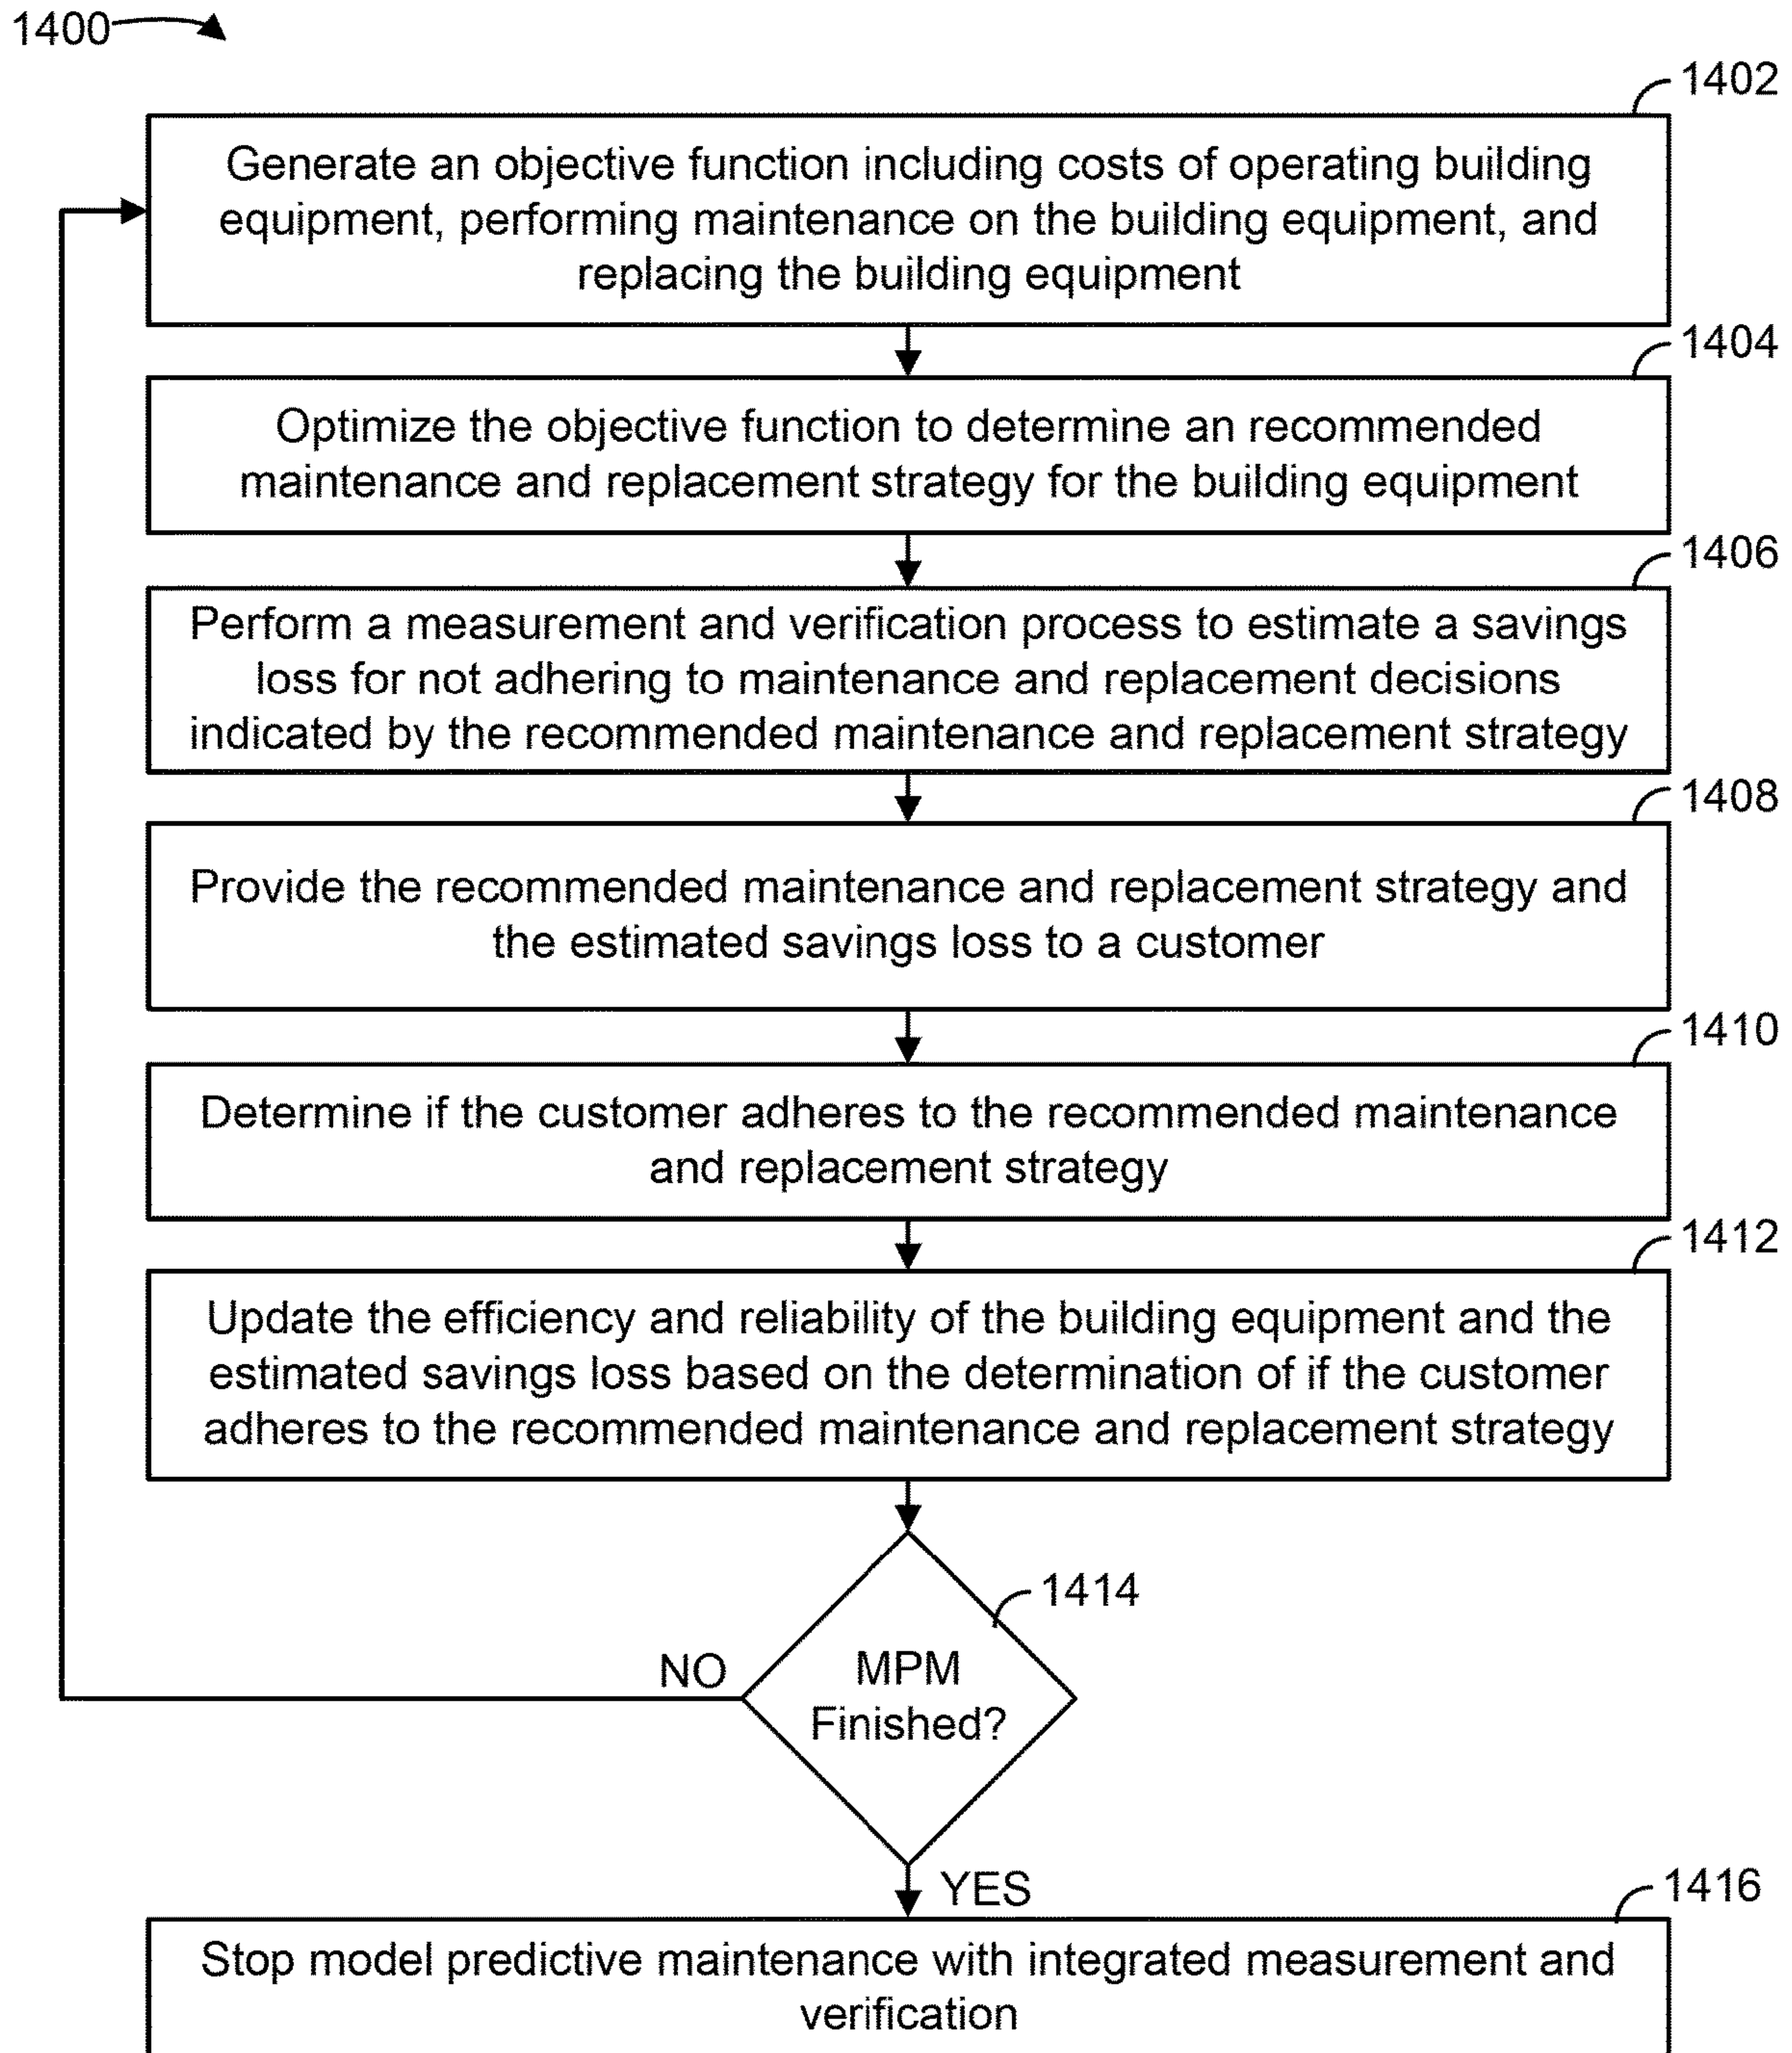 1400
1402
Generate an objective function including costs of operating building
equipment, performing maintenance on the building equipment, and
replacing the building equipment
1404
Optimize the objective function to determine an recommended
maintenance and replacement strategy for the building equipment
1406
Perform a measurement and verification process to estimate a savings
loss for not adhering to maintenance and replacement decisions
indicated by the recommended maintenance and replacement strategy
1408
Provide the recommended maintenance and replacement strategy and
the estimated savings loss to a customer
1410
Determine if the customer adheres to the recommended maintenance
and replacement strategy
1412
Update the efficiency and reliability of the building equipment and the
estimated savings loss based on the determination of if the customer
adheres to the recommended maintenance and replacement strategy
1414
NO
MPM
Finished?
YES
1416
Stop model predictive maintenance with integrated measurement and
verification